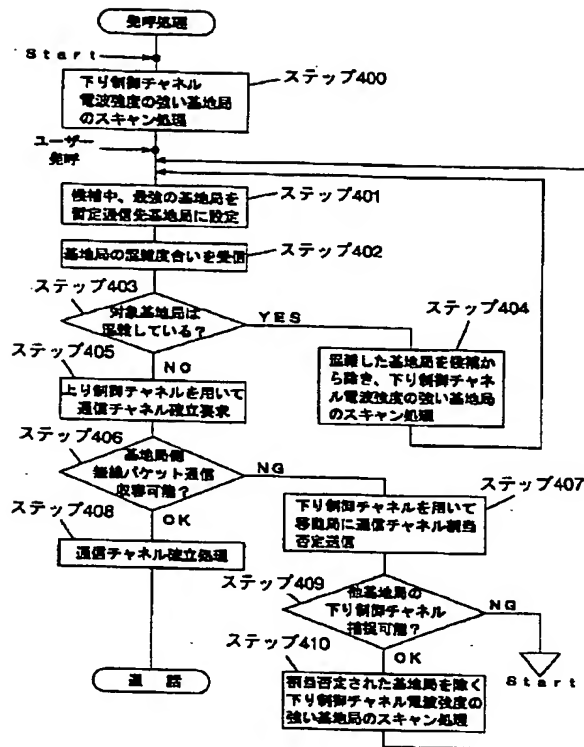 発呼処理
Start
下り制御チャネル
電波強度の強い基地局
のスキャン処理
ステップ400
ユーザー
発呼
候補中、最強の基地局を
暫定通信先基地局に設定
ステップ401
基地局の混雑度合いを受信
ステップ402
ステップ403
対象基地局は
混雑している?
YES
ステップ404
混雑した基地局を候補か
ら除き、下り制御チャネ
ル電波強度の強い基地局
のスキャン処理
NO
ステップ405
上り制御チャネルを用いて
通信チャネル確立要求
ステップ406
基地局側
無線パケット通信
収容可能?
NG
ステップ407
下り制御チャネルを用いて
移動局に通信チャネル割当
否定送信
OK
ステップ408
通信チャネル確立処理
ステップ409
他基地局の
下り制御チャネル
捕捉可能?
NG
Start
OK
ステップ410
割当否定された基地局を除く
下り制御チャネル電波強度の
強い基地局のスキャン処理
通話